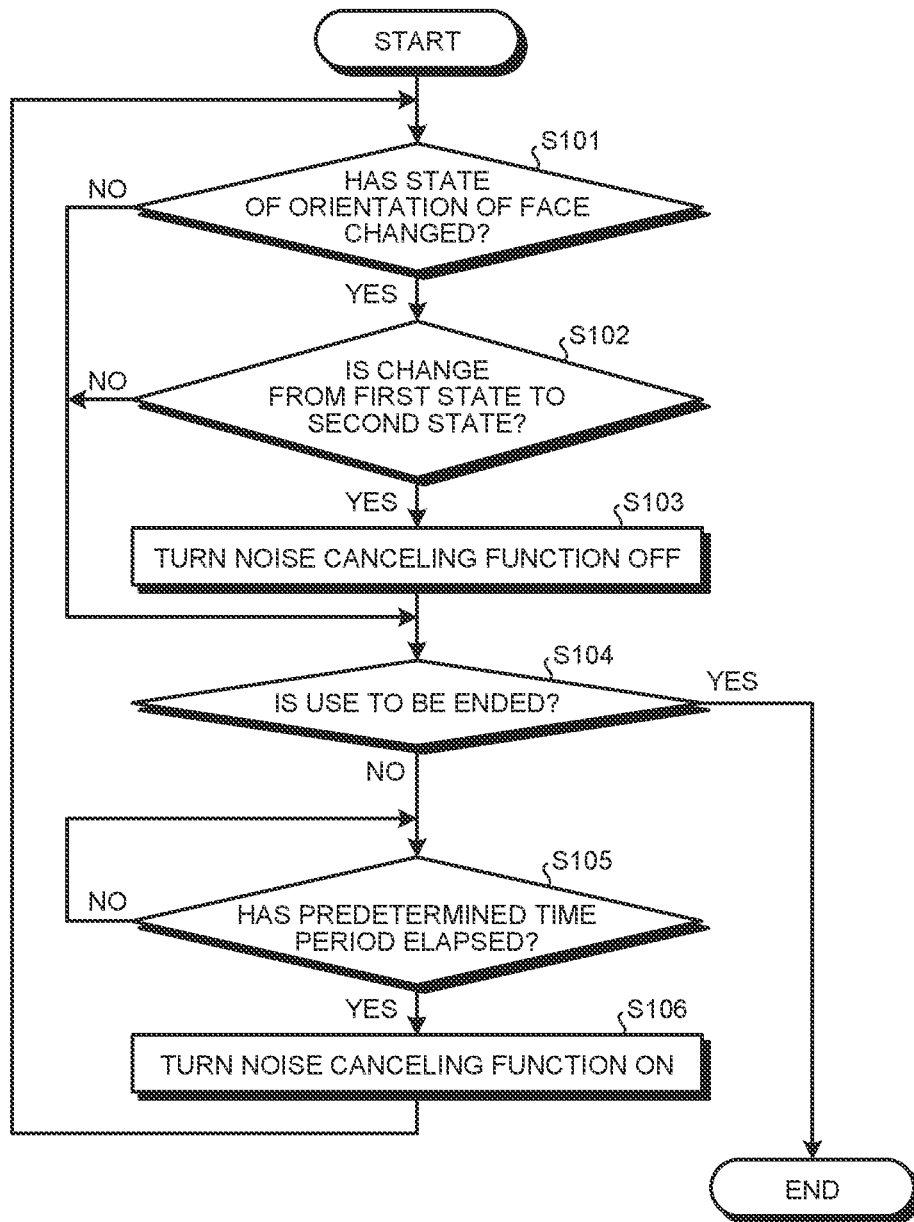 START
S101
HAS STATE
OF ORIENTATION OF FACE
CHANGED?
NO
YES
S102
IS CHANGE
FROM FIRST STATE TO
SECOND STATE?
NO
YES
S103
TURN NOISE CANCELING FUNCTION OFF
S104
IS USE TO BE ENDED?
YES
NO
S105
HAS PREDETERMINED TIME
PERIOD ELAPSED?
NO
YES
S106
TURN NOISE CANCELING FUNCTION ON
END